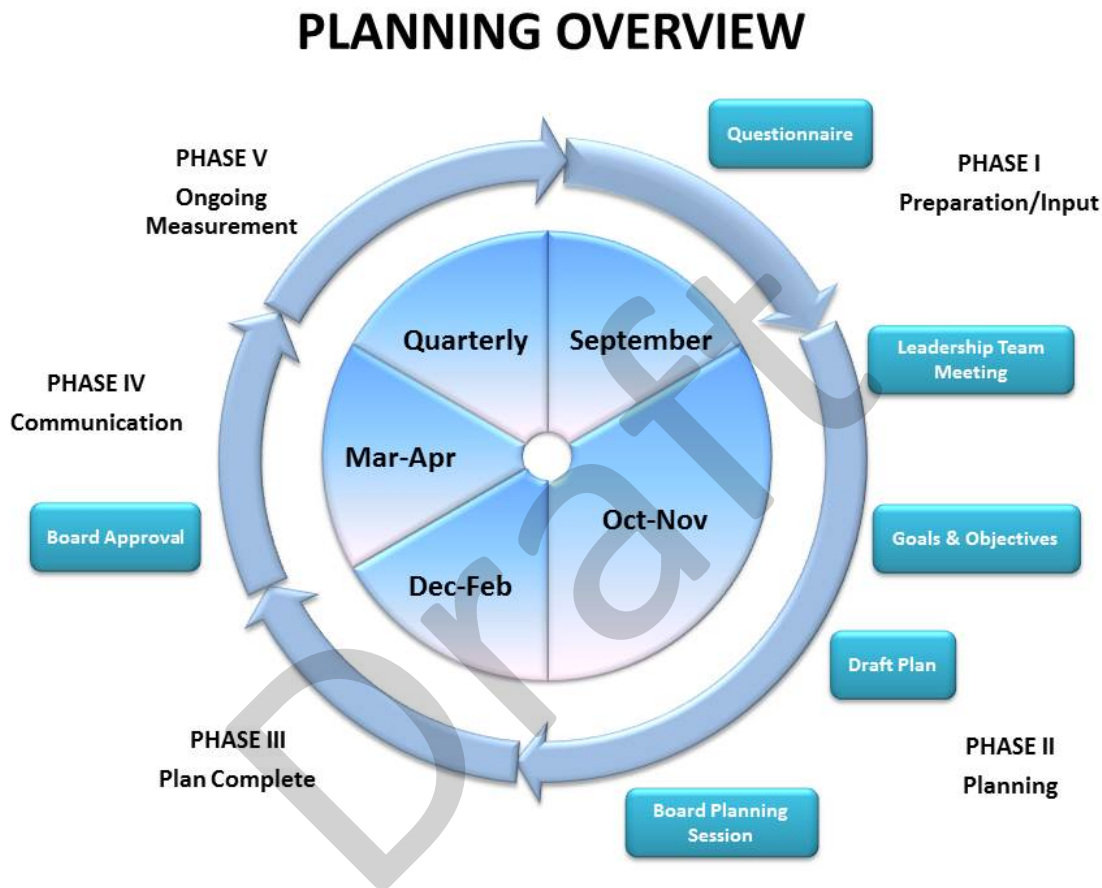 PLANNING OVERVIEW
Questionnaire
PHASE I
Preparation/Input
Leadership Team
Meeting
Goals & Objectives
Draft Plan
PHASE II
Planning
Board Planning
Session
PHASE III
Plan Complete
Board Approval
PHASE IV
Communication
PHASE V
Ongoing
Measurement
September
Oct-Nov
Dec-Feb
Mar-Apr
Quarterly
Draft